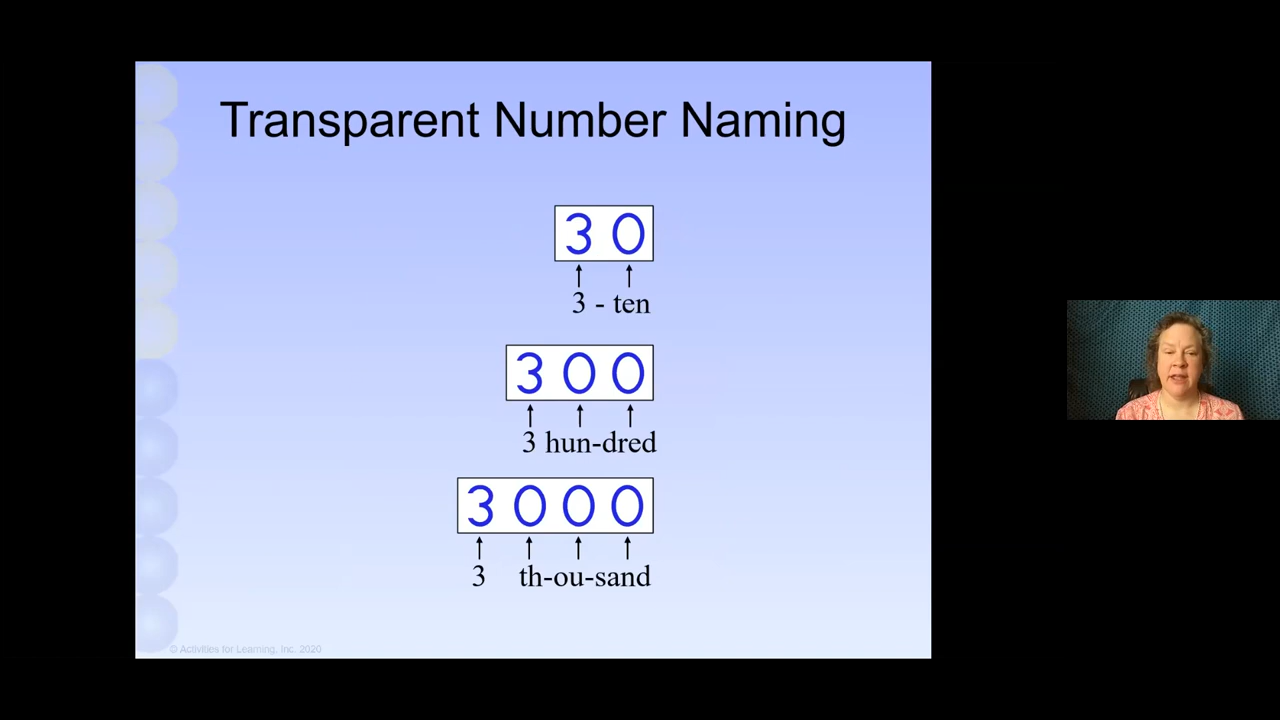 Transparent Number Naming
3 0
3 - ten
3 0 0
3 hun-dred
3 0 0 0
3 th-ou-sand
© Activities for Learning, Inc. 2020